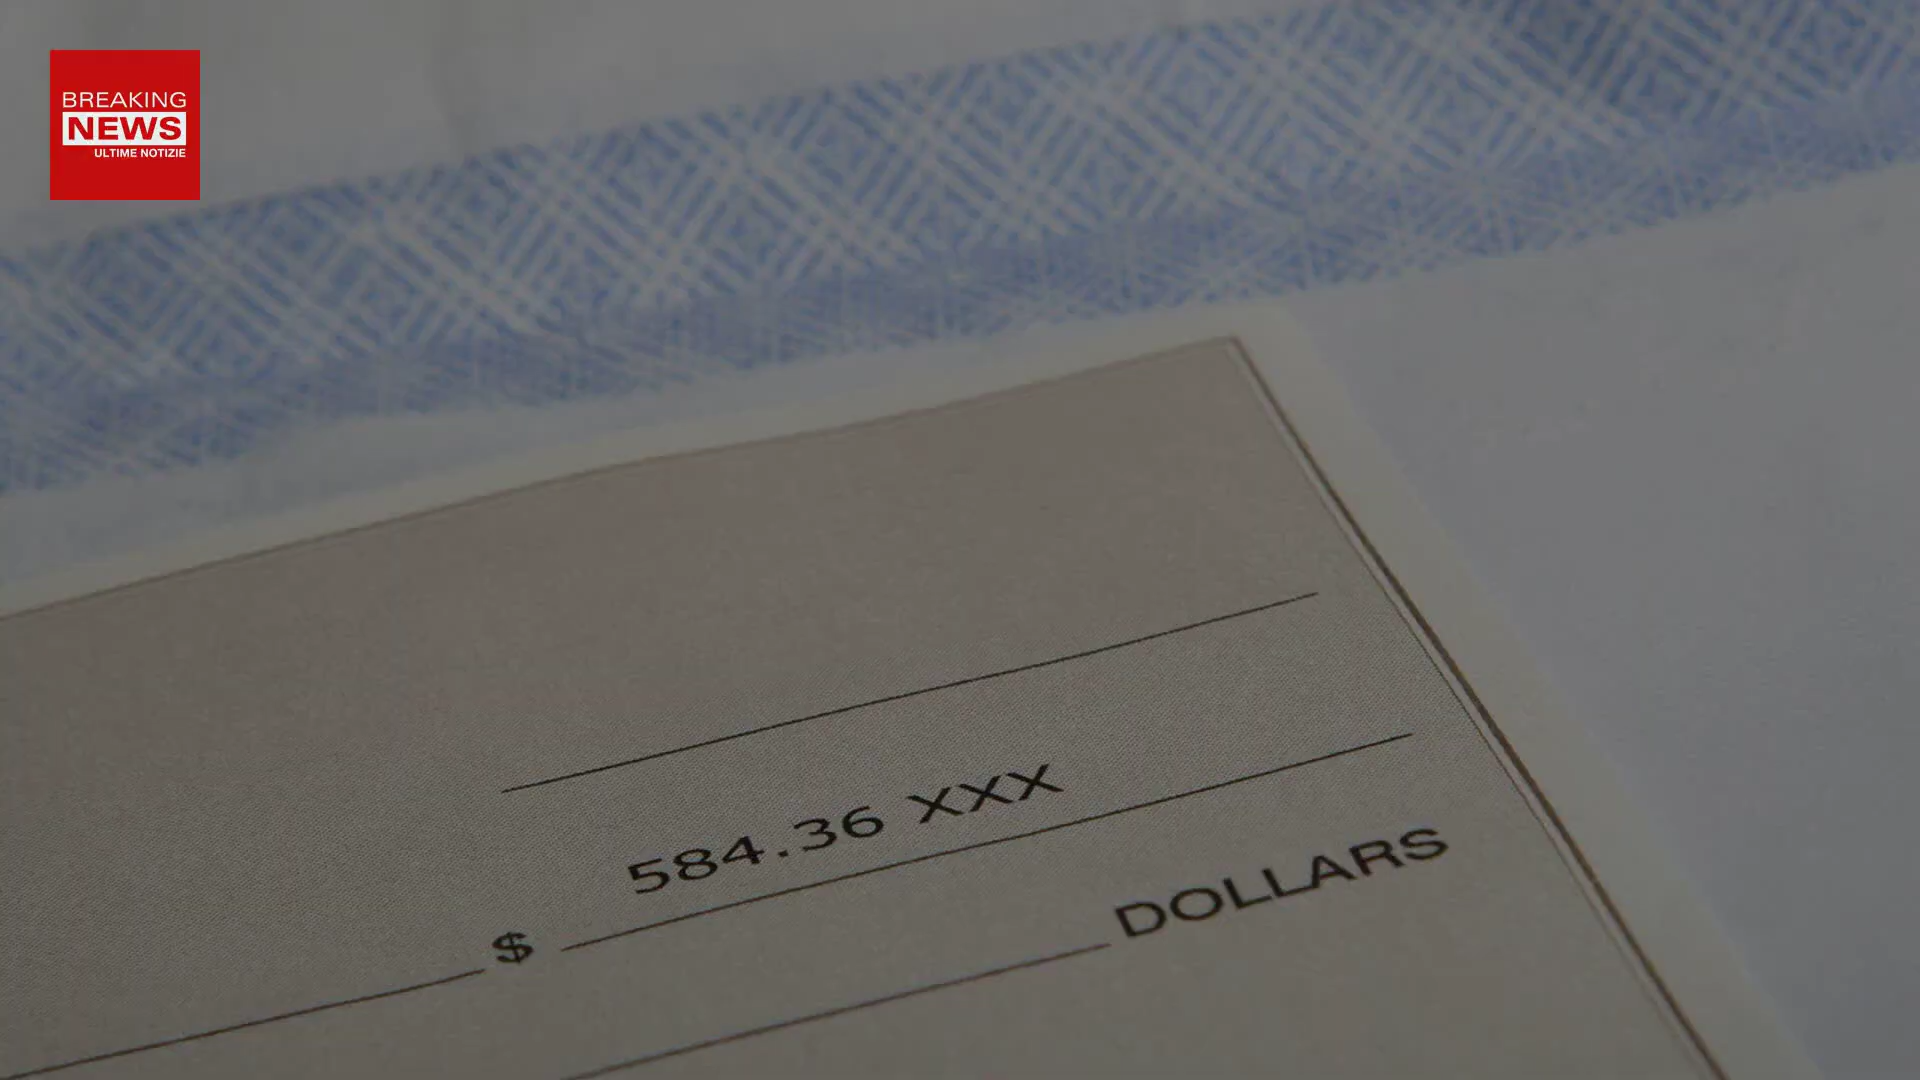 BREAKING
NEWS
ULTIME NOTIZIE
584.36 XXX
$
DOLLARS